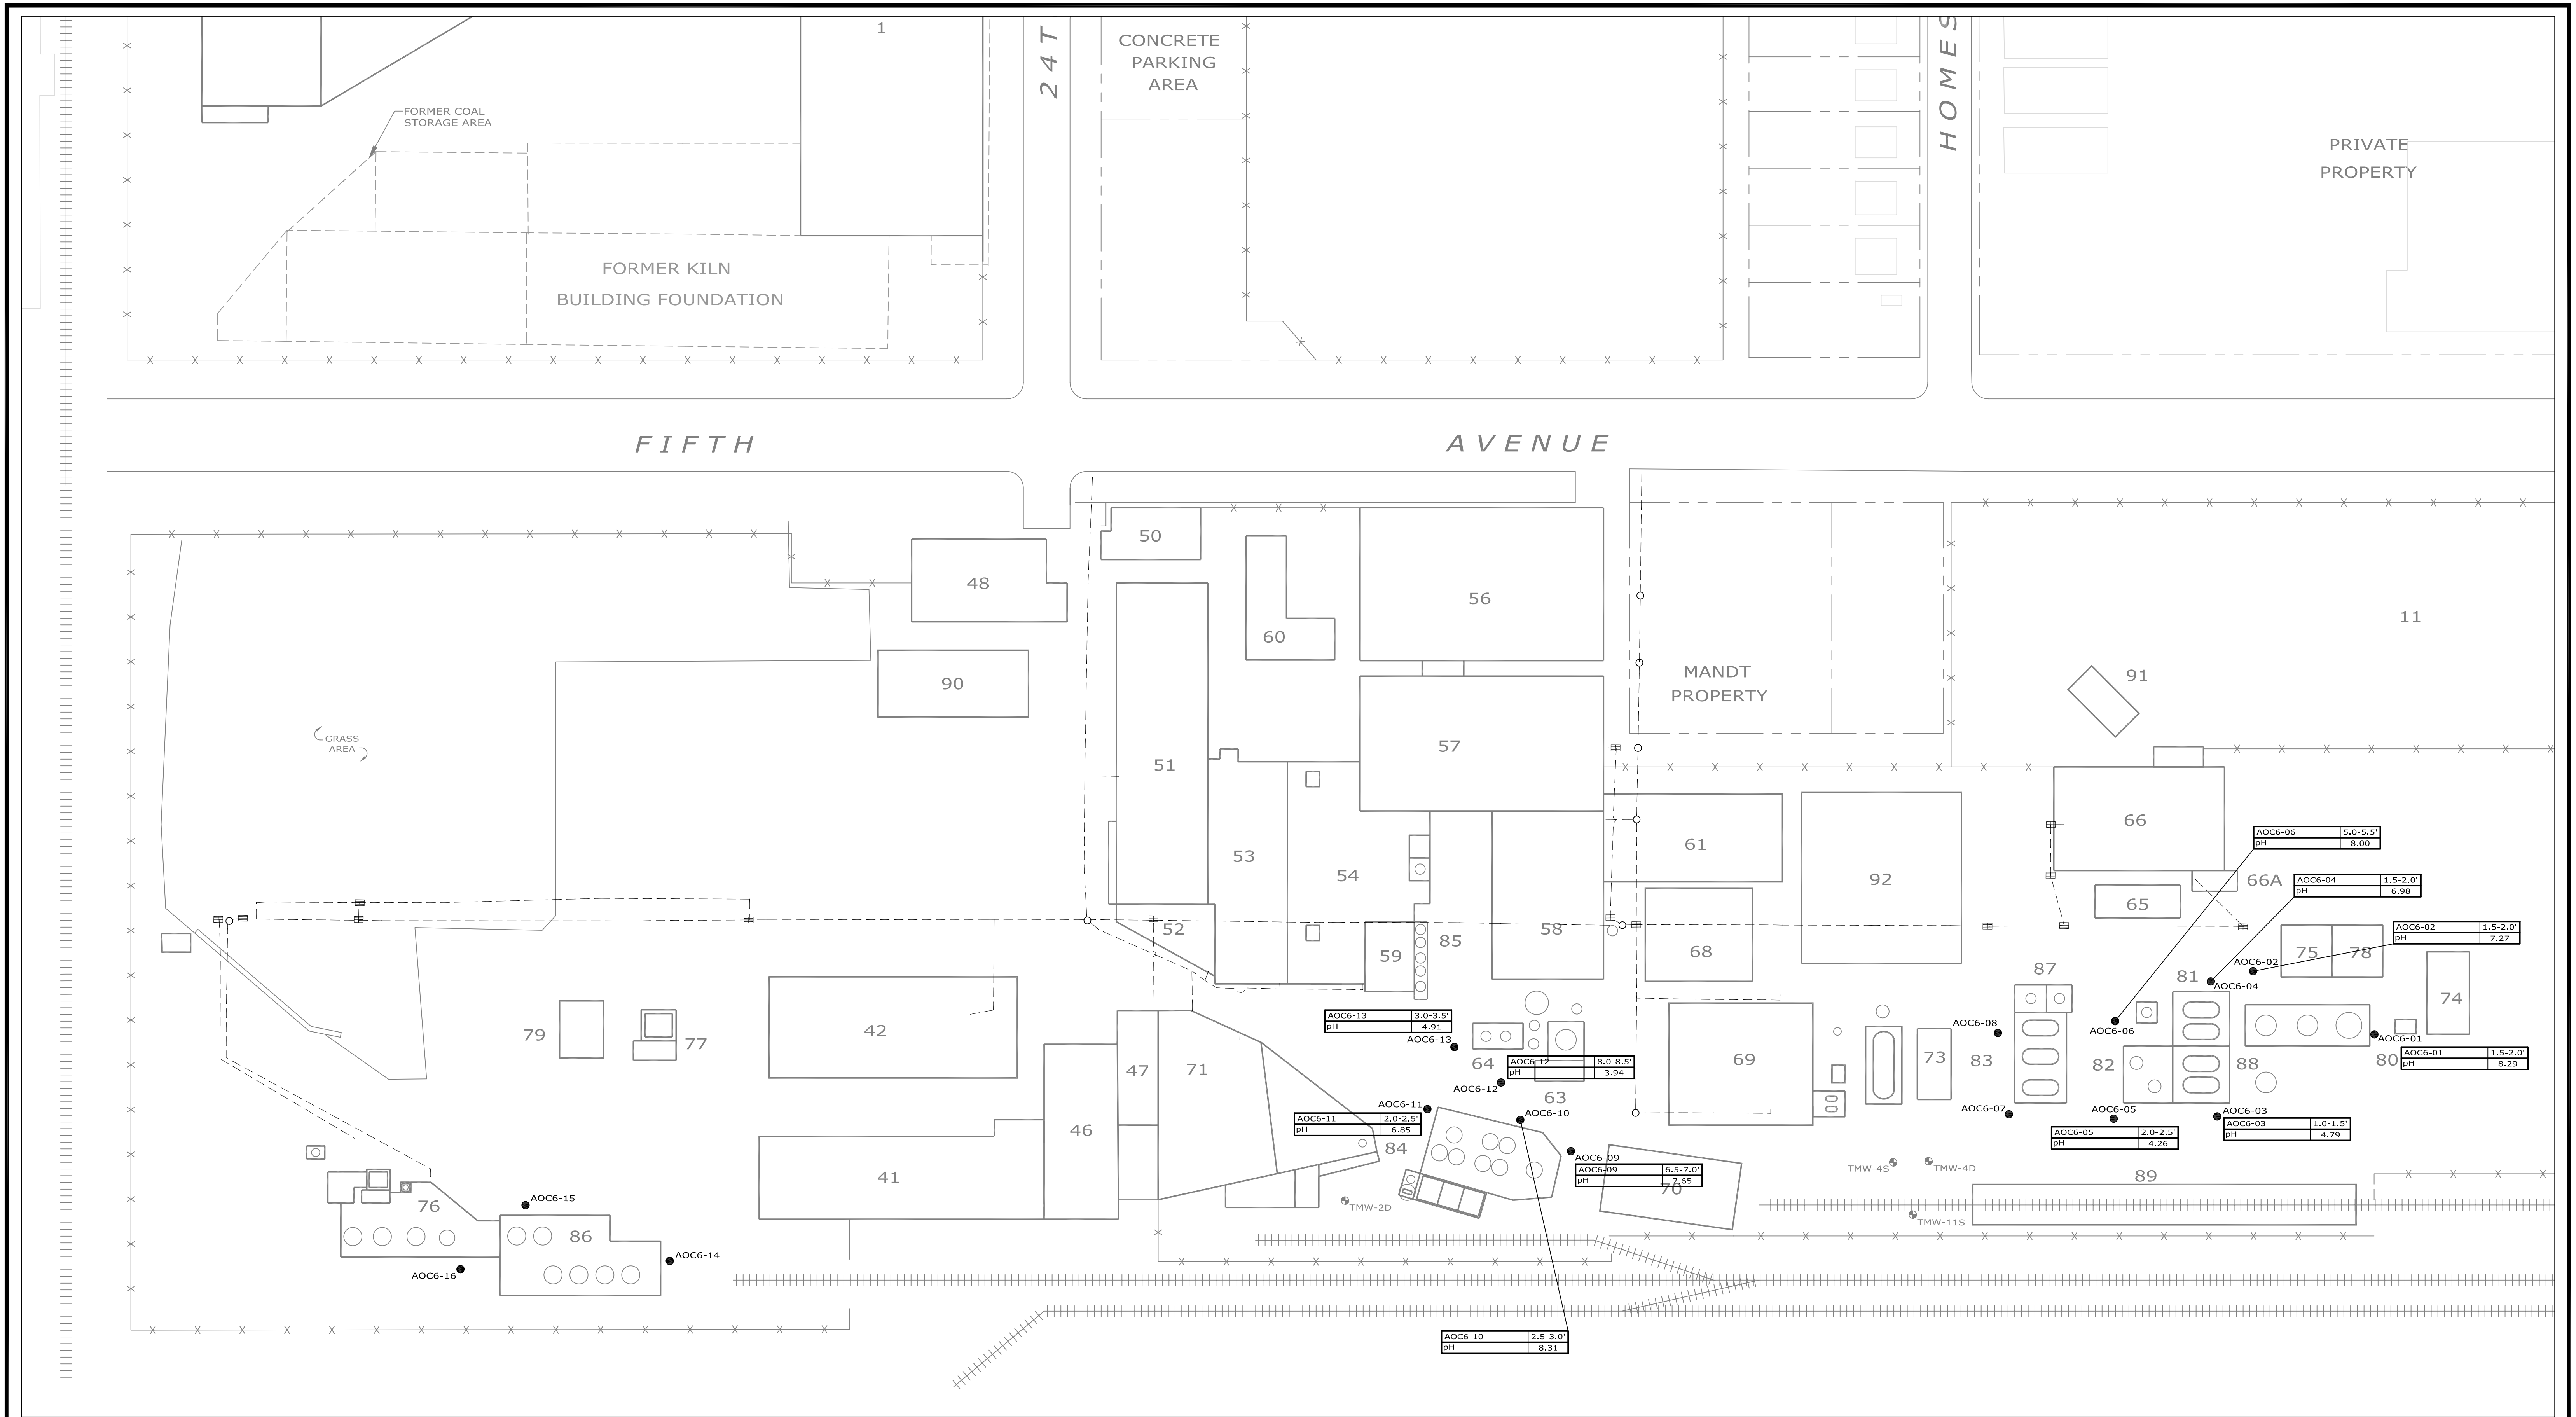 1
24T
CONCRETE
PARKING
AREA
HOMES
PRIVATE
PROPERTY
FORMER COAL
STORAGE AREA
FORMER KILN
BUILDING FOUNDATION
FIFTH AVENUE
50
48
56
60
11
90
MANDT
PROPERTY
91
GRASS
AREA
57
51
66
61
53
54
92
66A
65
52
85
58
59
68
75
78
74
87
81
79
77
42
47
71
64
63
69
73
83
82
88
80
46
41
84
70
89
76
86
AOC6-06 5.0-5.5'
pH 8.00
AOC6-04 1.5-2.0'
pH 6.98
AOC6-02 1.5-2.0'
pH 7.27
AOC6-02
AOC6-04
AOC6-06
AOC6-08
AOC6-01
AOC6-01 1.5-2.0'
pH 8.29
AOC6-13 3.0-3.5'
pH 4.91
AOC6-13
AOC6-12 8.0-8.5'
pH 3.94
AOC6-12
AOC6-11
AOC6-11 2.0-2.5'
pH 6.85
AOC6-10
AOC6-07
AOC6-05
AOC6-05 2.0-2.5'
pH 4.26
AOC6-03
AOC6-03 1.0-1.5'
pH 4.79
AOC6-09
AOC6-09 6.5-7.0'
pH 7.65
TMW-4S
TMW-4D
TMW-2D
TMW-11S
AOC6-15
AOC6-14
AOC6-16
AOC6-10 2.5-3.0'
pH 8.31